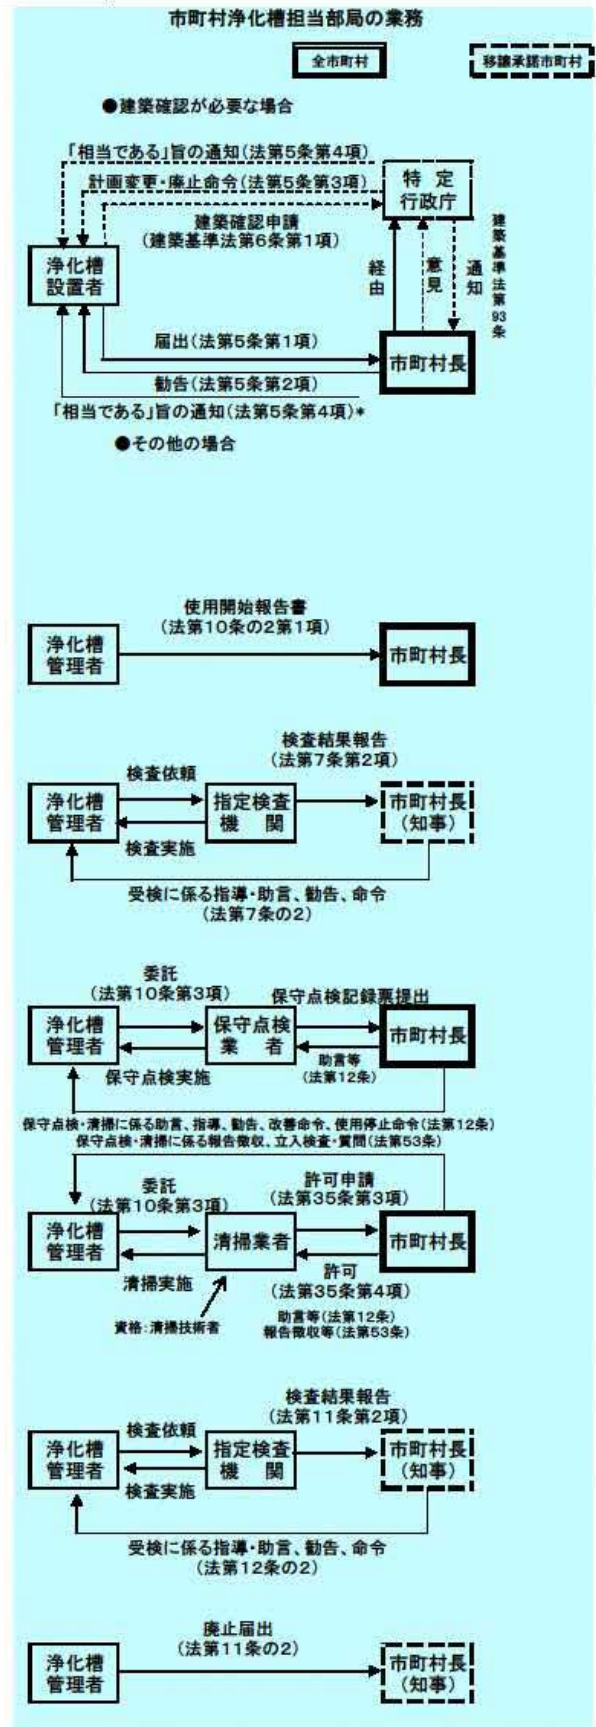 市町村浄化槽担当部局の業務
全市町村
移譲承諾市町村
●建築確認が必要な場合
「相当である」旨の通知(法第5条第4項)
計画変更・廃止命令(法第5条第3項)
特 定
行政庁
建築確認申請
(建築基準法第6条第1項)
浄化槽
設置者
経由
意見
通知
建築基準法第93条
届出(法第5条第1項)
市町村長
勧告(法第5条第2項)
「相当である」旨の通知(法第5条第4項)*
●その他の場合
使用開始報告書
(法第10条の2第1項)
浄化槽
管理者
市町村長
検査結果報告
(法第7条第2項)
検査依頼
浄化槽
管理者
指定検査
機 関
市町村長
(知事)
検査実施
受検に係る指導・助言、勧告、命令
(法第7条の2)
委託
(法第10条第3項)
保守点検記録票提出
浄化槽
管理者
保守点検
業 者
市町村長
助言等
(法第12条)
保守点検実施
保守点検・清掃に係る助言、指導、勧告、改善命令、使用停止命令(法第12条)
保守点検・清掃に係る報告徴収、立入検査・質問(法第53条)
委託
(法第10条第3項)
許可申請
(法第35条第3項)
浄化槽
管理者
清掃業者
市町村長
清掃実施
許可
(法第35条第4項)
資格:清掃技術者
助言等(法第12条)
報告徴収等(法第53条)
検査結果報告
(法第11条第2項)
検査依頼
浄化槽
管理者
指定検査
機 関
市町村長
(知事)
検査実施
受検に係る指導・助言、勧告、命令
(法第12条の2)
廃止届出
(法第11条の2)
浄化槽
管理者
市町村長
(知事)